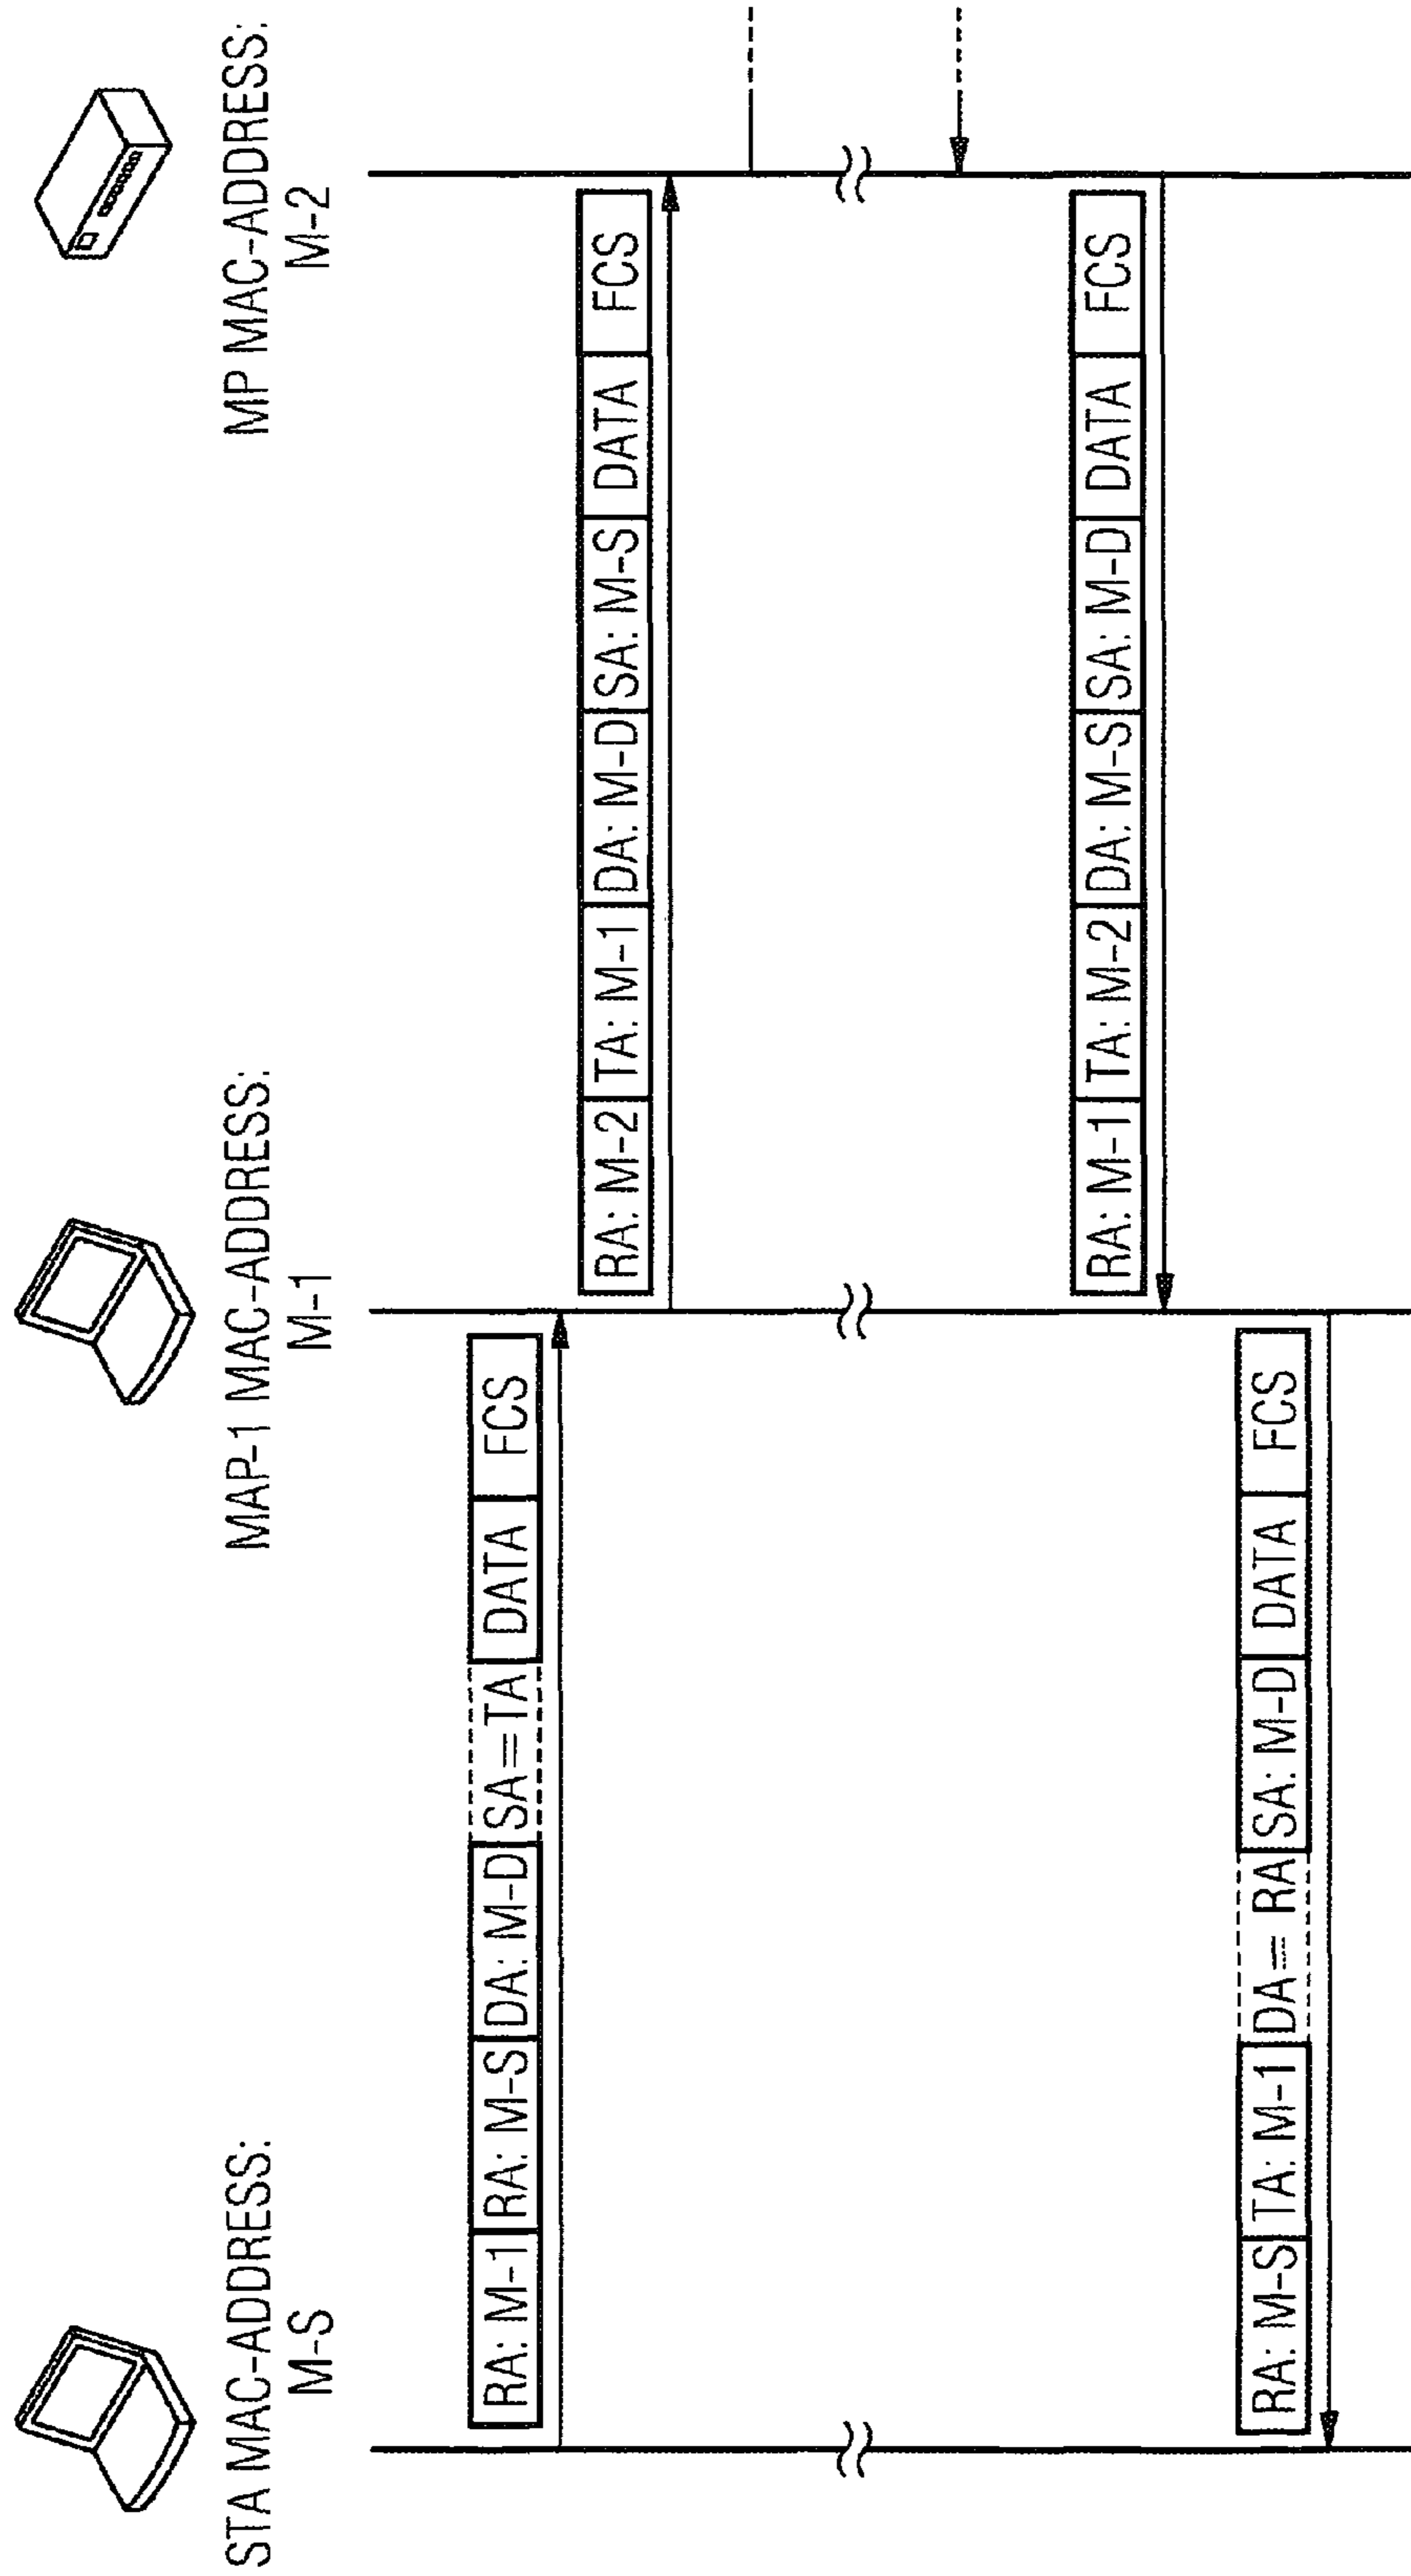 STA MAC-ADDRESS:
M-S
MAP-1 MAC-ADDRESS:
M-1
MP MAC-ADDRESS:
M-2
RA: M-1 RA: M-S DA: M-D SA=TA DATA FCS
RA: M-2 TA: M-1 DA: M-D SA: M-S DATA FCS
RA: M-1 TA: M-2 DA: M-S SA: M-D DATA FCS
RA: M-S TA: M-1 DA= RA SA: M-D DATA FCS